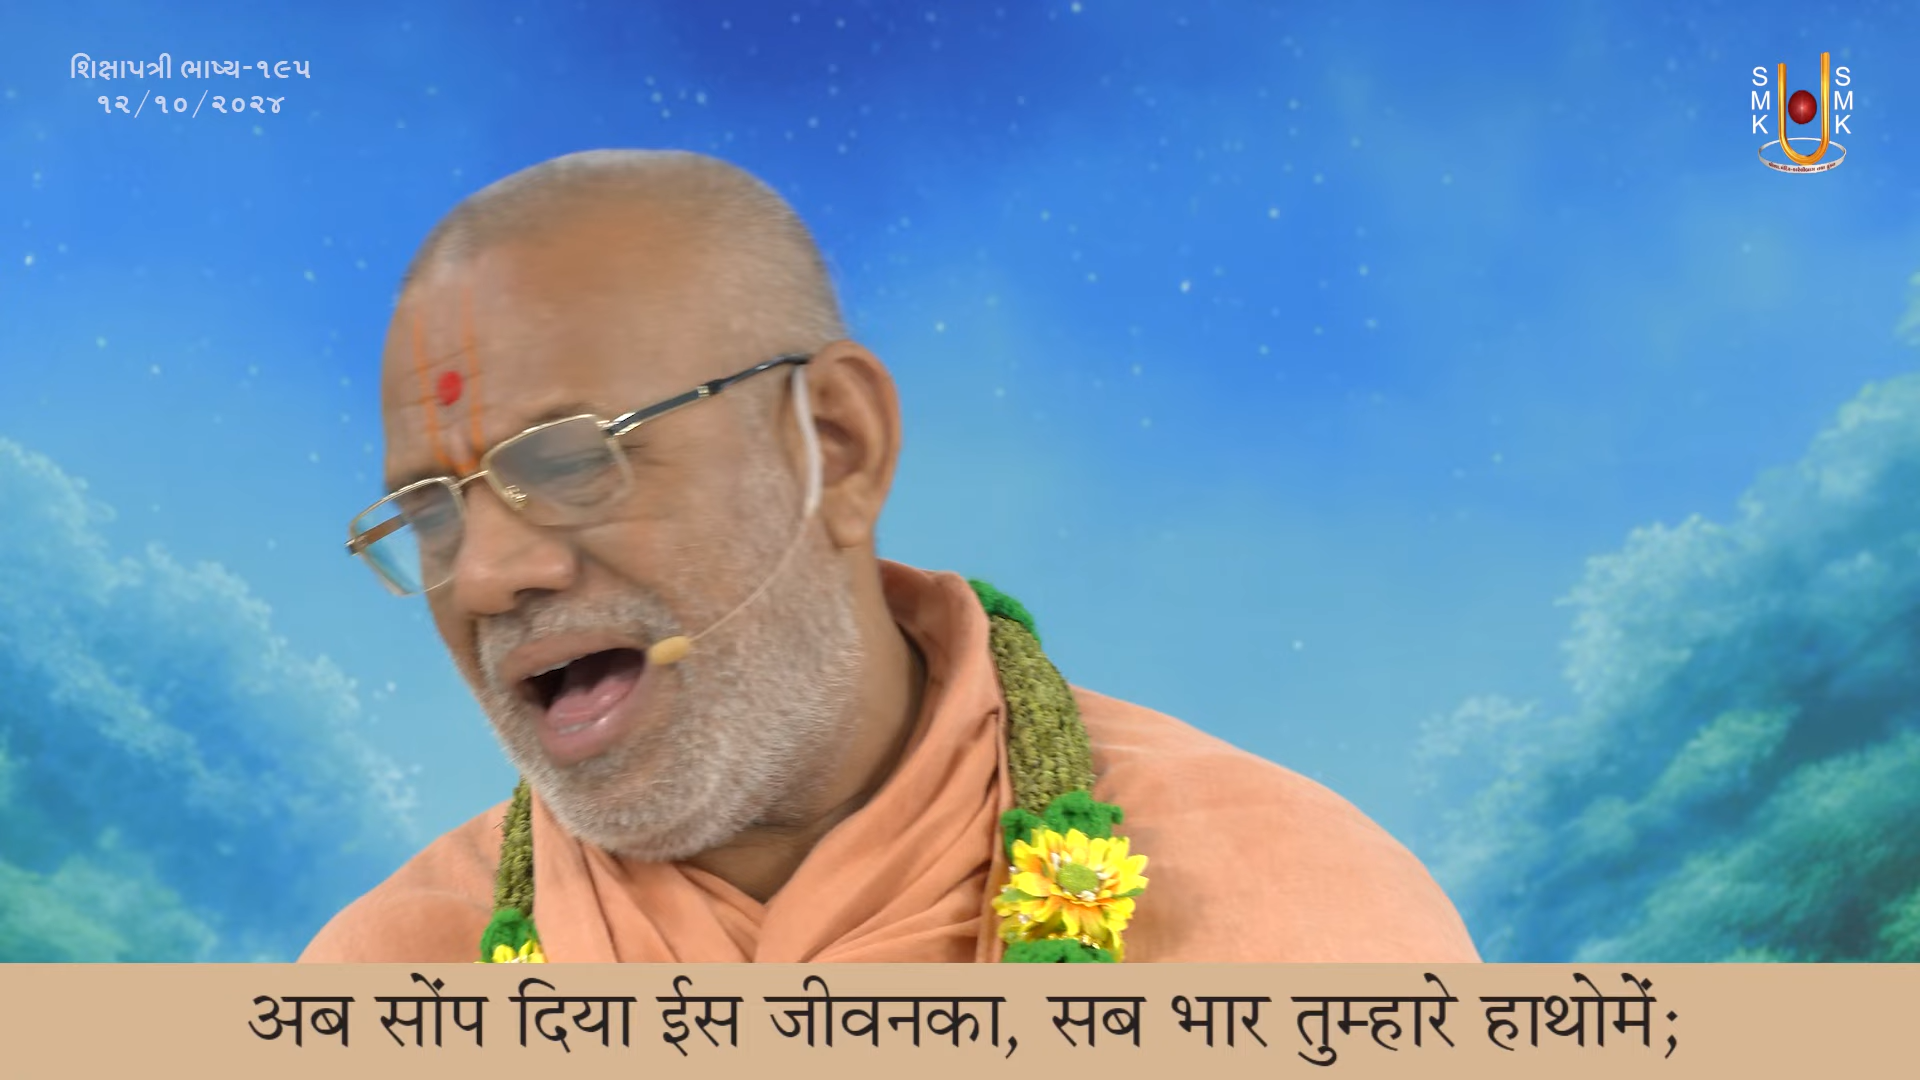 શિક્ષાપત્રી ભાષ્ય-૧૯૫
૧૨/૧૦/૨૦૨૪
S S
M M
K K
अब सोंप दिया ईस जीवनका, सब भार तुम्हारे हाथोमें;